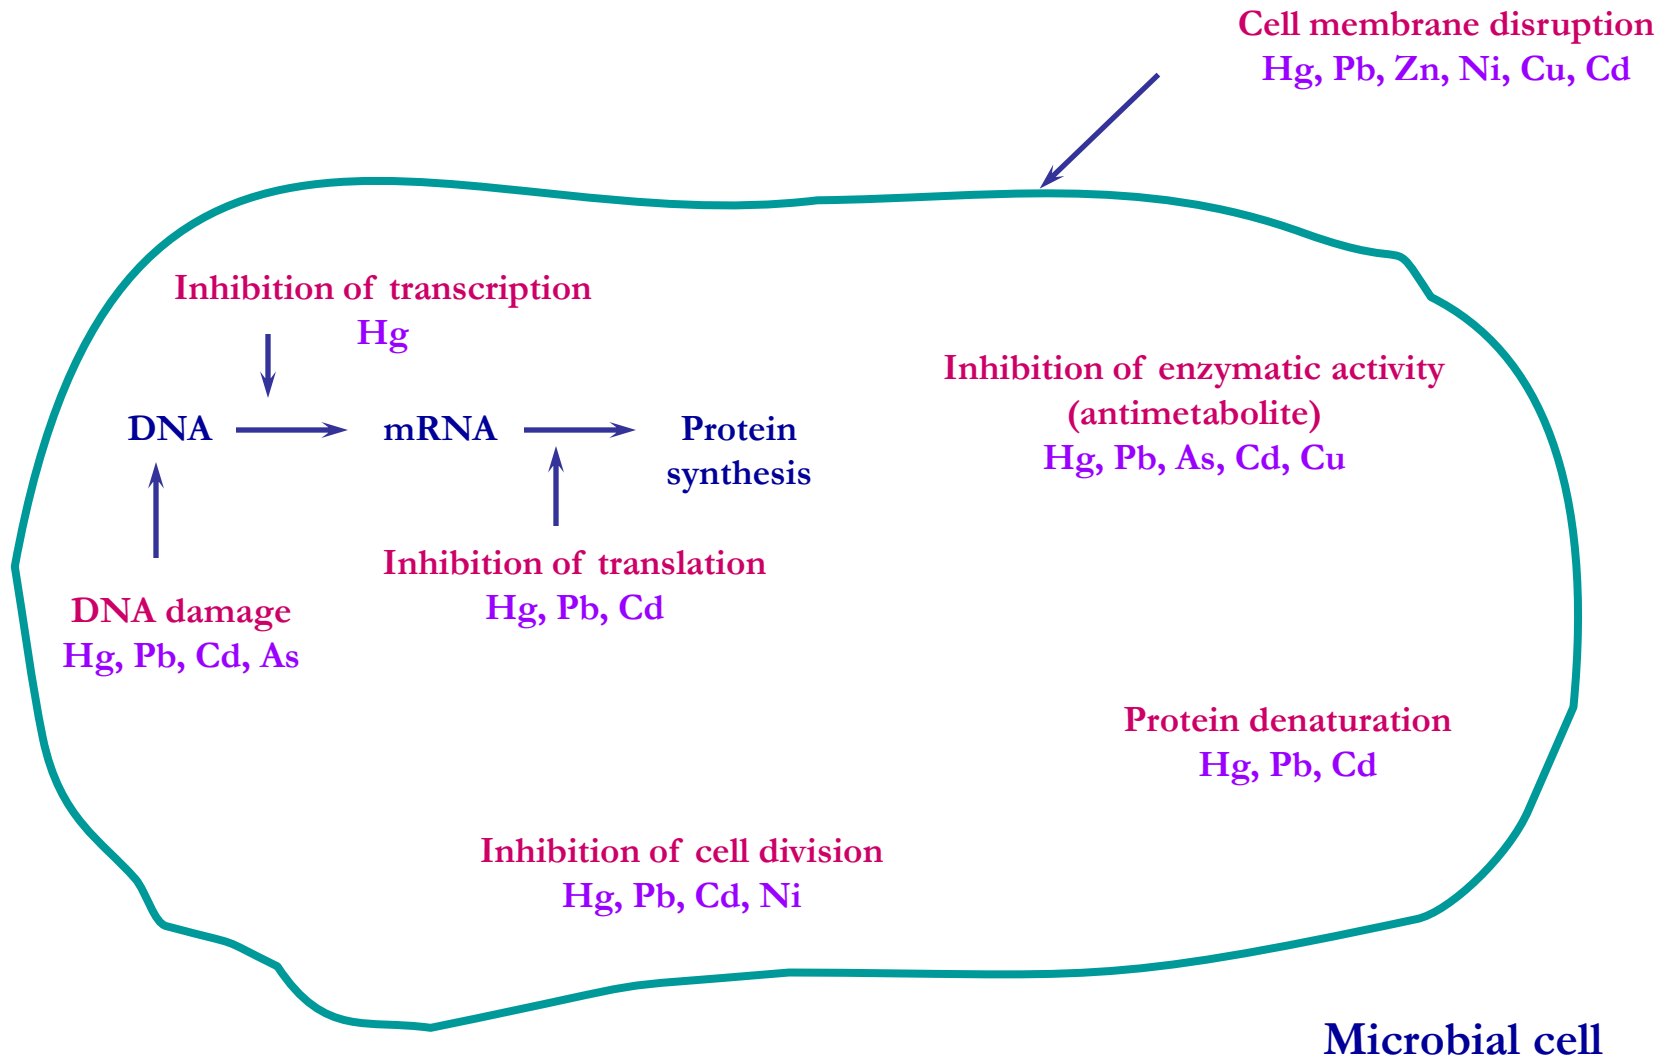 Cell membrane disruption
Hg, Pb, Zn, Ni, Cu, Cd
Inhibition of transcription
Hg
DNA
mRNA
Protein
synthesis
Inhibition of enzymatic activity
(antimetabolite)
Hg, Pb, As, Cd, Cu
DNA damage
Hg, Pb, Cd, As
Inhibition of translation
Hg, Pb, Cd
Protein denaturation
Hg, Pb, Cd
Inhibition of cell division
Hg, Pb, Cd, Ni
Microbial cell